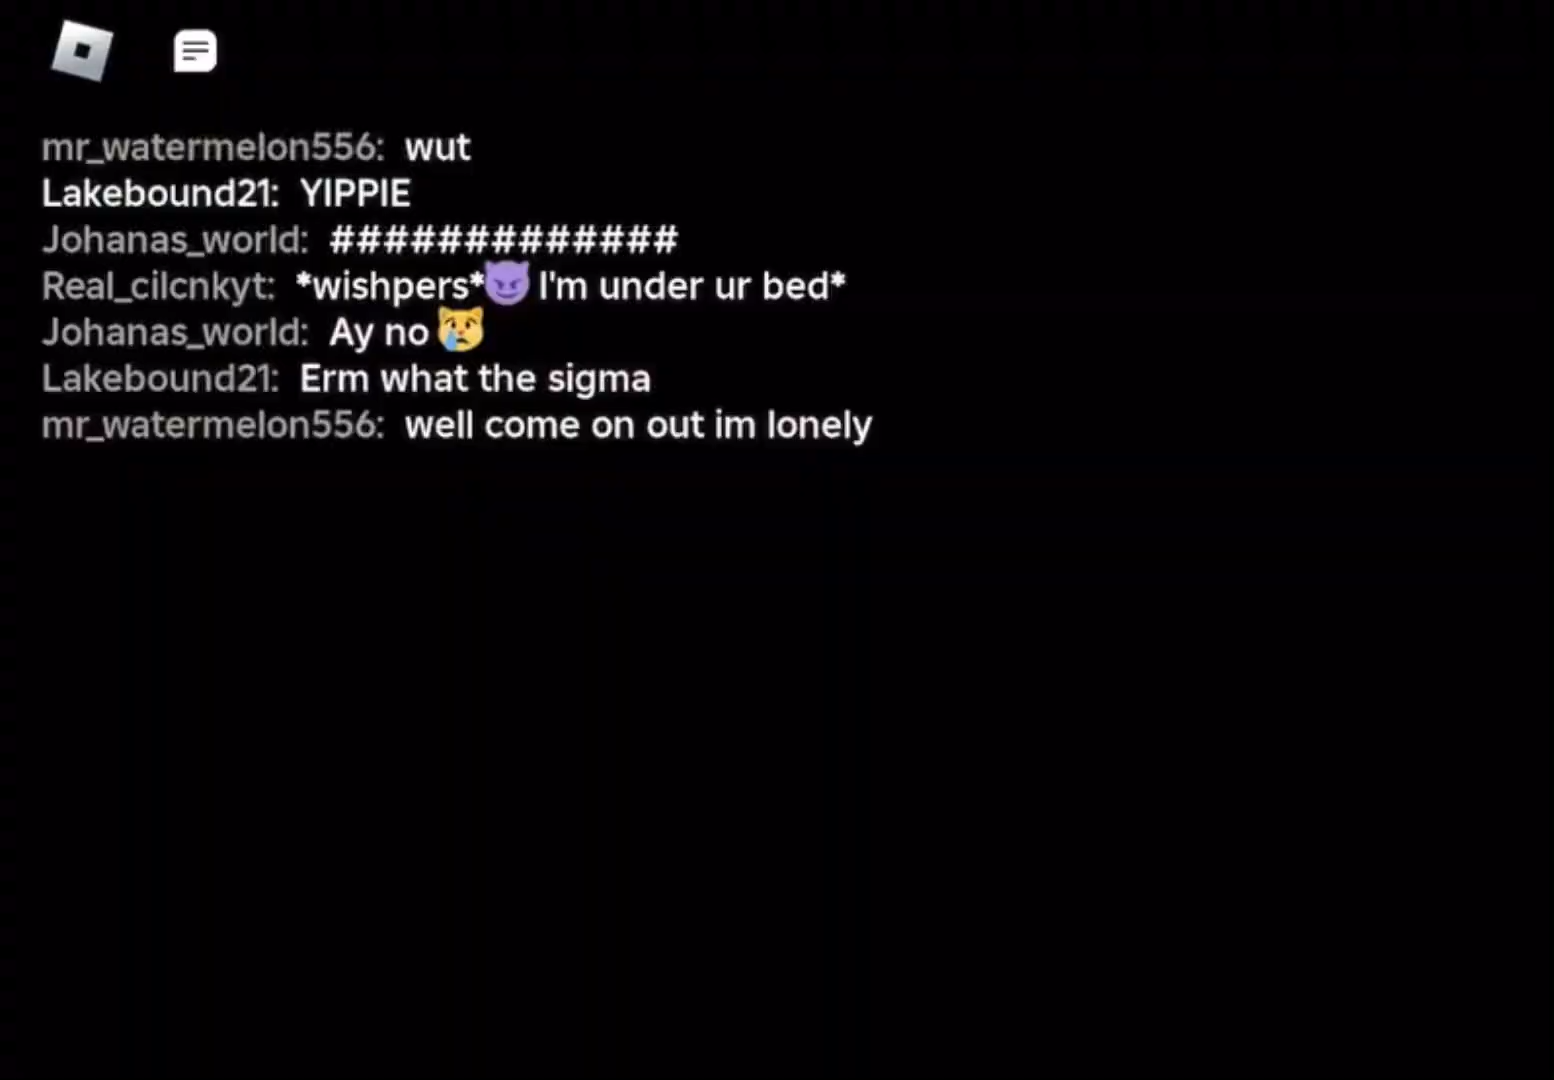 mr_watermelon556: wut
Lakebound21: YIPPIE
Johanas_world: #############
Real_cilcnkyt: *wishpers*😈 I'm under ur bed*
Johanas_world: Ay no 😿
Lakebound21: Erm what the sigma
mr_watermelon556: well come on out im lonely